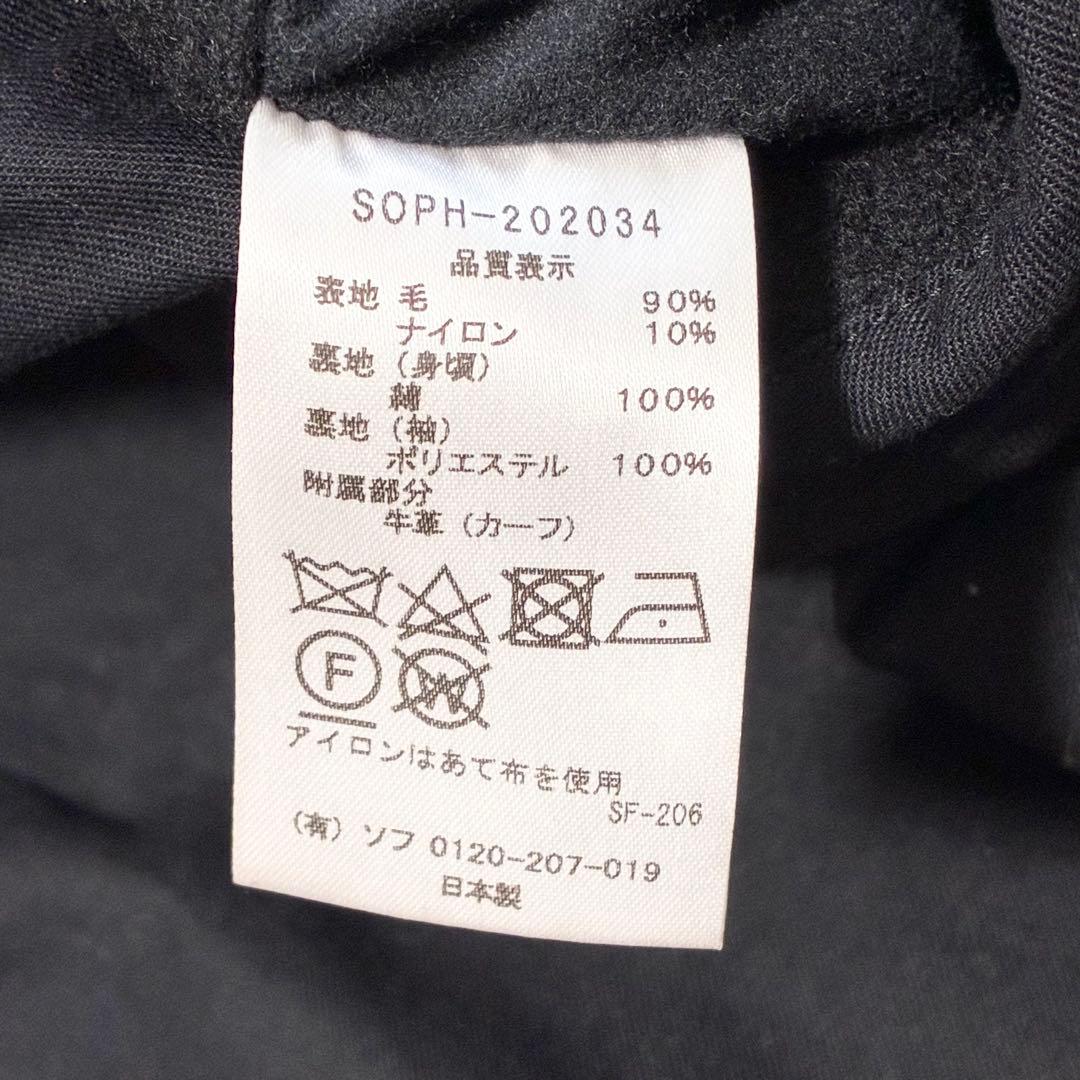 SOPH-202034
品質表示
表地 毛 90%
ナイロン 10%
裏地 (身頃)
綿 100%
裏地 (袖)
ポリエステル 100%
附属部分
牛革 (カーフ)
F W
アイロンはあて布を使用
SF-206
(有) ソフ 0120-207-019
日本製